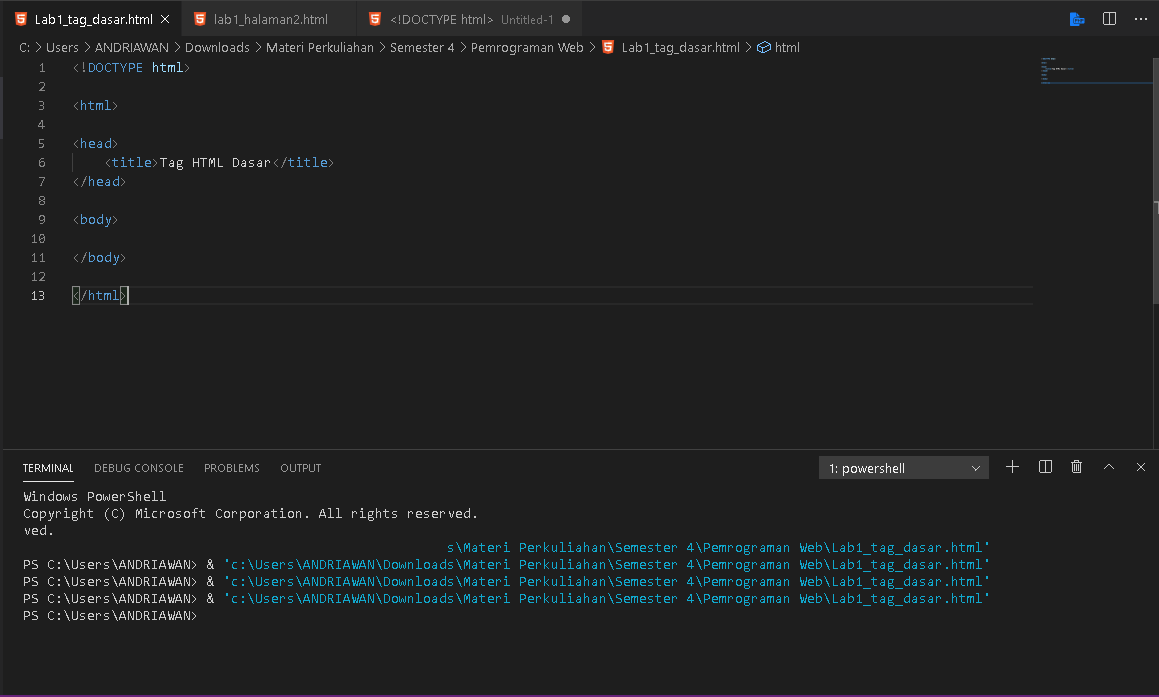 Lab1_tag_dasar.html lab1_halaman2.html <!DOCTYPE html> Untitled-1
C: > Users > ANDRIAWAN > Downloads > Materi Perkuliahan > Semester 4 > Pemrograman Web > Lab1_tag_dasar.html > html
1 <!DOCTYPE html>
2
3 <html>
4
5 <head>
6 <title>Tag HTML Dasar</title>
7 </head>
8
9 <body>
10
11 </body>
12
13 </html>
TERMINAL DEBUG CONSOLE PROBLEMS OUTPUT 1: powershell
Windows PowerShell
Copyright (C) Microsoft Corporation. All rights reserved.
ved.
s\Materi Perkuliahan\Semester 4\Pemrograman Web\Lab1_tag_dasar.html'
PS C:\Users\ANDRIAWAN> & 'c:\Users\ANDRIAWAN\Downloads\Materi Perkuliahan\Semester 4\Pemrograman Web\Lab1_tag_dasar.html'
PS C:\Users\ANDRIAWAN> & 'c:\Users\ANDRIAWAN\Downloads\Materi Perkuliahan\Semester 4\Pemrograman Web\Lab1_tag_dasar.html'
PS C:\Users\ANDRIAWAN> & 'c:\Users\ANDRIAWAN\Downloads\Materi Perkuliahan\Semester 4\Pemrograman Web\Lab1_tag_dasar.html'
PS C:\Users\ANDRIAWAN>